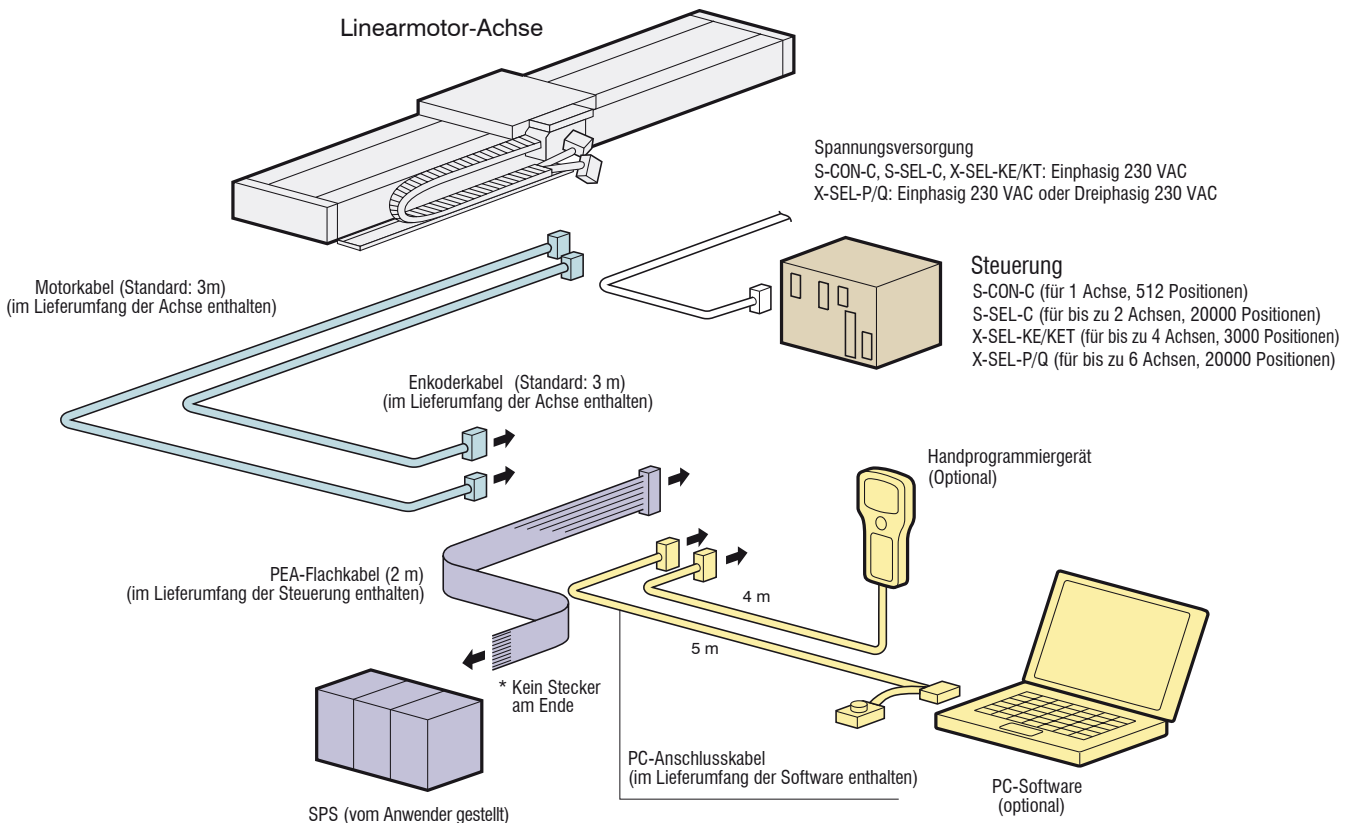 Linearmotor-Achse
Spannungsversorgung
S-CON-C, S-SEL-C, X-SEL-KE/KT: Einphasig 230 VAC
X-SEL-P/Q: Einphasig 230 VAC oder Dreiphasig 230 VAC
Steuerung
S-CON-C (für 1 Achse, 512 Positionen)
S-SEL-C (für bis zu 2 Achsen, 20000 Positionen)
X-SEL-KE/KET (für bis zu 4 Achsen, 3000 Positionen)
X-SEL-P/Q (für bis zu 6 Achsen, 20000 Positionen)
Motorkabel (Standard: 3m)
(im Lieferumfang der Achse enthalten)
Enkoderkabel (Standard: 3 m)
(im Lieferumfang der Achse enthalten)
Handprogrammiergerät
(Optional)
PEA-Flachkabel (2 m)
(im Lieferumfang der Steuerung enthalten)
4 m
5 m
* Kein Stecker
am Ende
PC-Anschlusskabel
(im Lieferumfang der Software enthalten)
PC-Software
(optional)
SPS (vom Anwender gestellt)